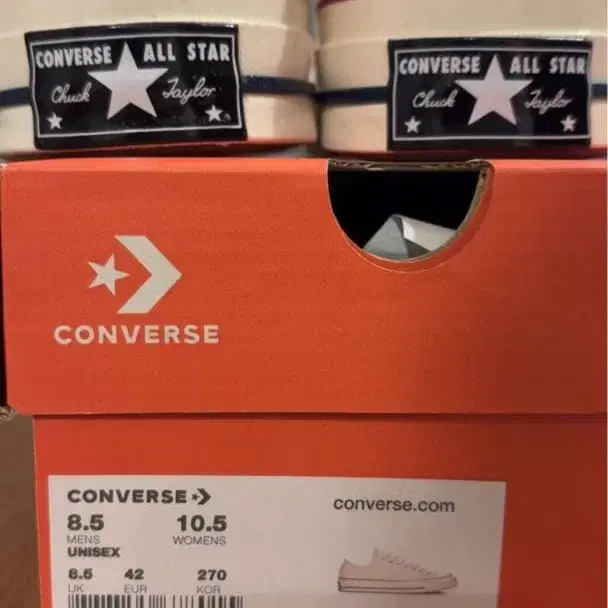 CONVERSE ALL STAR
Chuck Taylor
CONVERSE ALL STAR
Chuck Taylor
CONVERSE
CONVERSE
converse.com
8.5 10.5
MENS WOMENS
UNISEX
8.5 42 270
UK EUR KOR